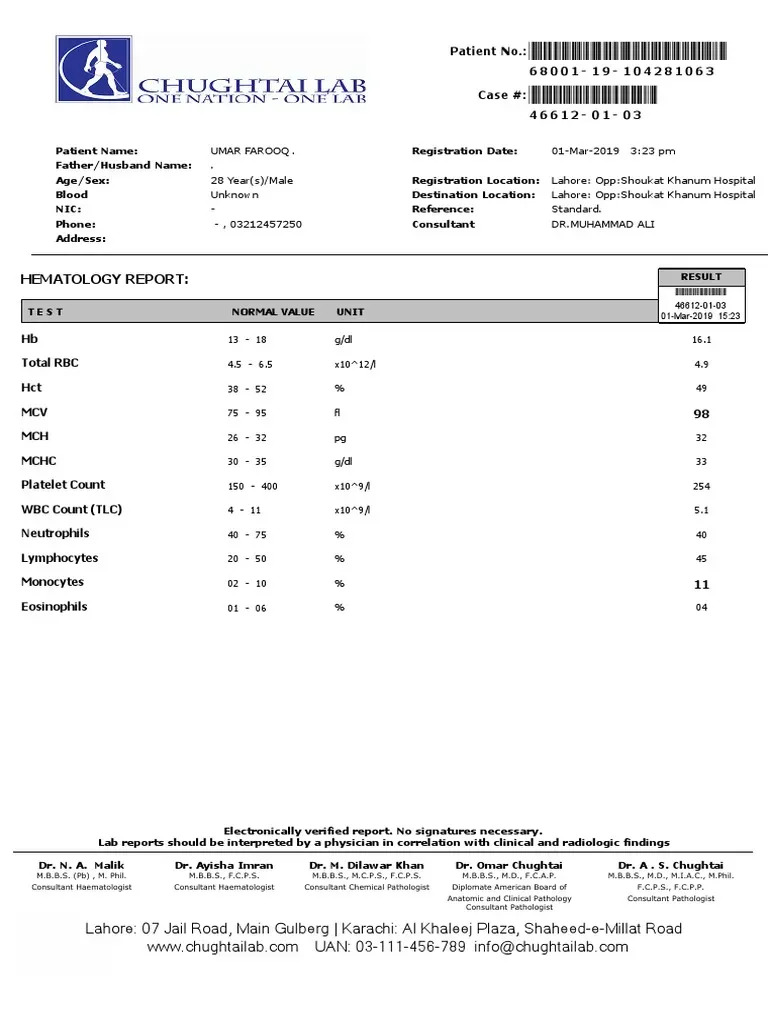 CHUGHTAI LAB
ONE NATION - ONE LAB
Patient No.:
68001-19-104281063
Case #:
46612-01-03
Patient Name: UMAR FAROOQ . Registration Date: 01-Mar-2019 3:23 pm
Father/Husband Name: .
Age/Sex: 28 Year(s)/Male Registration Location: Lahore: Opp:Shoukat Khanum Hospital
Blood Unknown Destination Location: Lahore: Opp:Shoukat Khanum Hospital
NIC: - Reference: Standard.
Phone: - , 03212457250 Consultant DR.MUHAMMAD ALI
Address:
HEMATOLOGY REPORT:
RESULT
46612-01-03
01-Mar-2019 15:23
TEST NORMAL VALUE UNIT
Hb 13 - 18 g/dl 16.1
Total RBC 4.5 - 6.5 x10^12/l 4.9
Hct 38 - 52 % 49
MCV 75 - 95 fl 98
MCH 26 - 32 pg 32
MCHC 30 - 35 g/dl 33
Platelet Count 150 - 400 x10^9/l 254
WBC Count (TLC) 4 - 11 x10^9/l 5.1
Neutrophils 40 - 75 % 40
Lymphocytes 20 - 50 % 45
Monocytes 02 - 10 % 11
Eosinophils 01 - 06 % 04
Electronically verified report. No signatures necessary.
Lab reports should be interpreted by a physician in correlation with clinical and radiologic findings
Dr. N. A. Malik Dr. Ayisha Imran Dr. M. Dilawar Khan Dr. Omar Chughtai Dr. A . S. Chughtai
M.B.B.S. (Pb) , M. Phil. M.B.B.S., F.C.P.S. M.B.B.S., M.C.P.S., F.C.P.S. M.B.B.S., M.D., F.C.A.P. M.B.B.S., M.D., M.I.A.C., M.Phil.
Consultant Haematologist Consultant Haematologist Consultant Chemical Pathologist Diplomate American Board of F.C.P.S., F.C.P.P.
Anatomic and Clinical Pathology Consultant Pathologist
Consultant Pathologist
Lahore: 07 Jail Road, Main Gulberg | Karachi: Al Khaleej Plaza, Shaheed-e-Millat Road
www.chughtailab.com UAN: 03-111-456-789 info@chughtailab.com